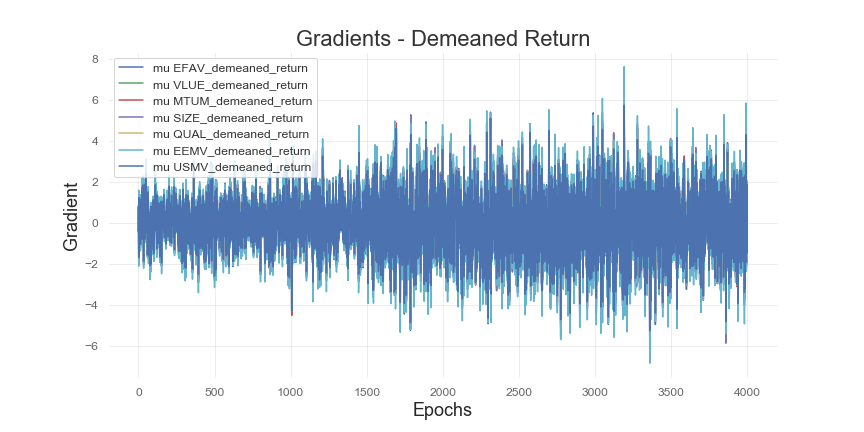 Gradients - Demeaned Return
mu EFAV_demeaned_return
mu VLUE_demeaned_return
mu MTUM_demeaned_return
mu SIZE_demeaned_return
mu QUAL_demeaned_return
mu EEMV_demeaned_return
mu USMV_demeaned_return
8
6
4
2
0
−2
−4
−6
Gradient
0 500 1000 1500 2000 2500 3000 3500 4000
Epochs